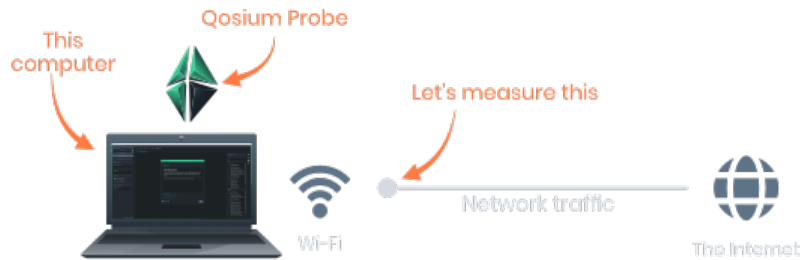 Qosium Probe
This
computer
Let's measure this
Network traffic
Wi-Fi
The Internet